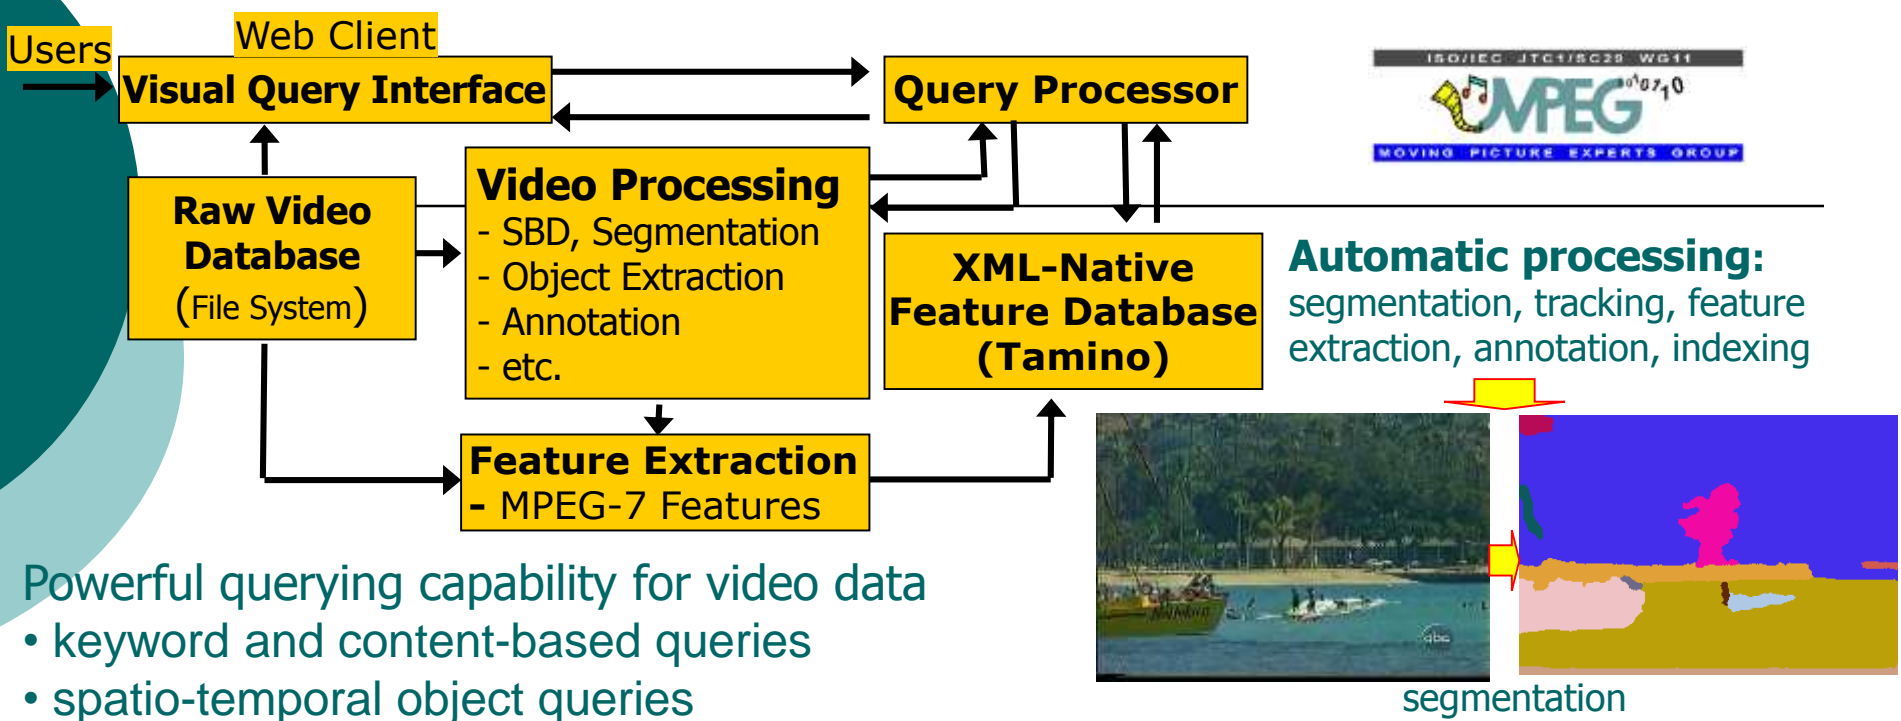 Users
Web Client
Visual Query Interface
Query Processor
ISO/IEC JTC1/SC29 WG11
MPEG
MOVING PICTURE EXPERTS GROUP
Raw Video
Database
(File System)
Video Processing
- SBD, Segmentation
- Object Extraction
- Annotation
- etc.
XML-Native
Feature Database
(Tamino)
Automatic processing:
segmentation, tracking, feature
extraction, annotation, indexing
Feature Extraction
- MPEG-7 Features
abc
Powerful querying capability for video data
• keyword and content-based queries
• spatio-temporal object queries
segmentation